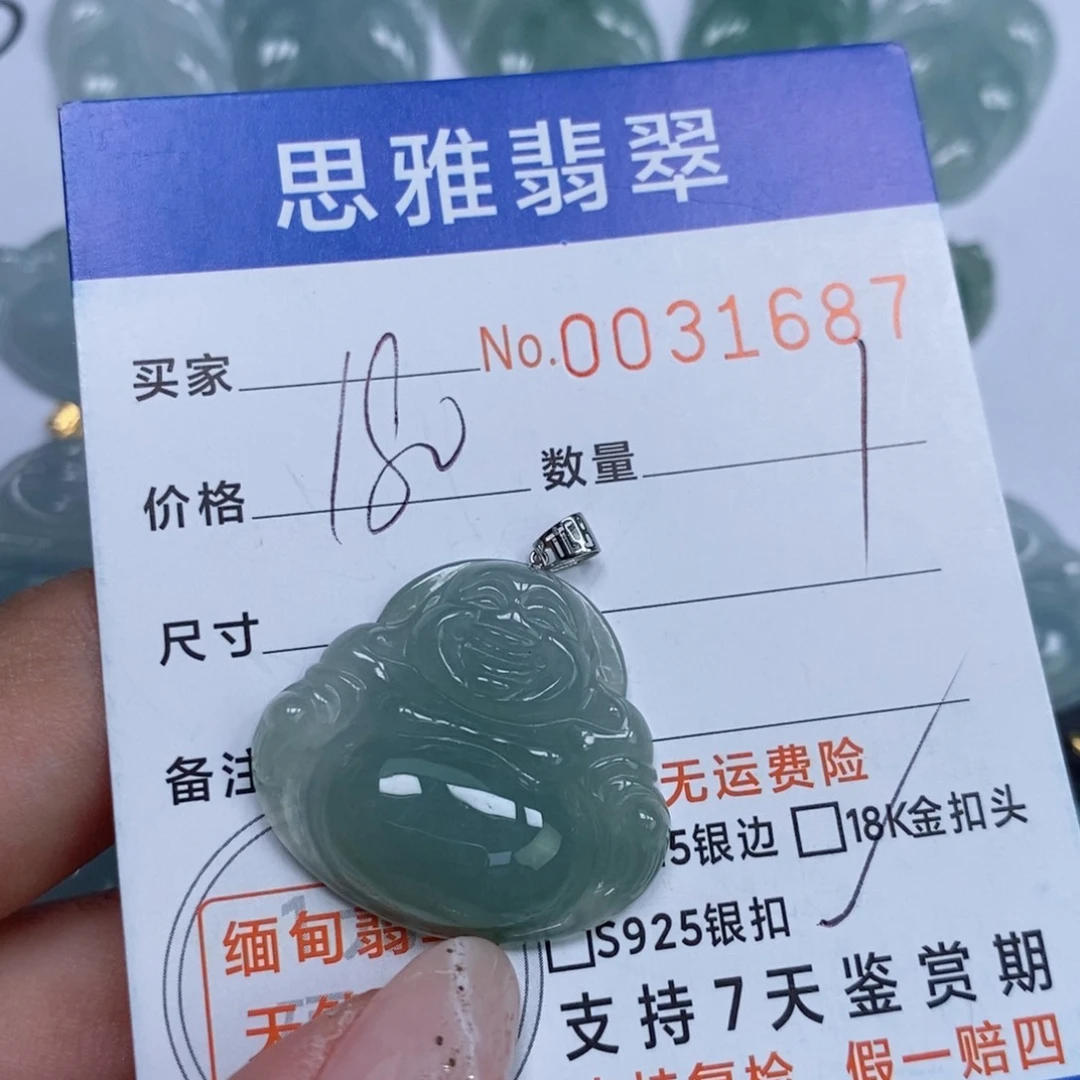 思雅翡翠
买家 No.0031687
价格 180 数量 1
尺寸
备注
无运费险
5银边 □18K金扣头
□S925银扣
缅甸翡
支持7天鉴赏期
假一赔四